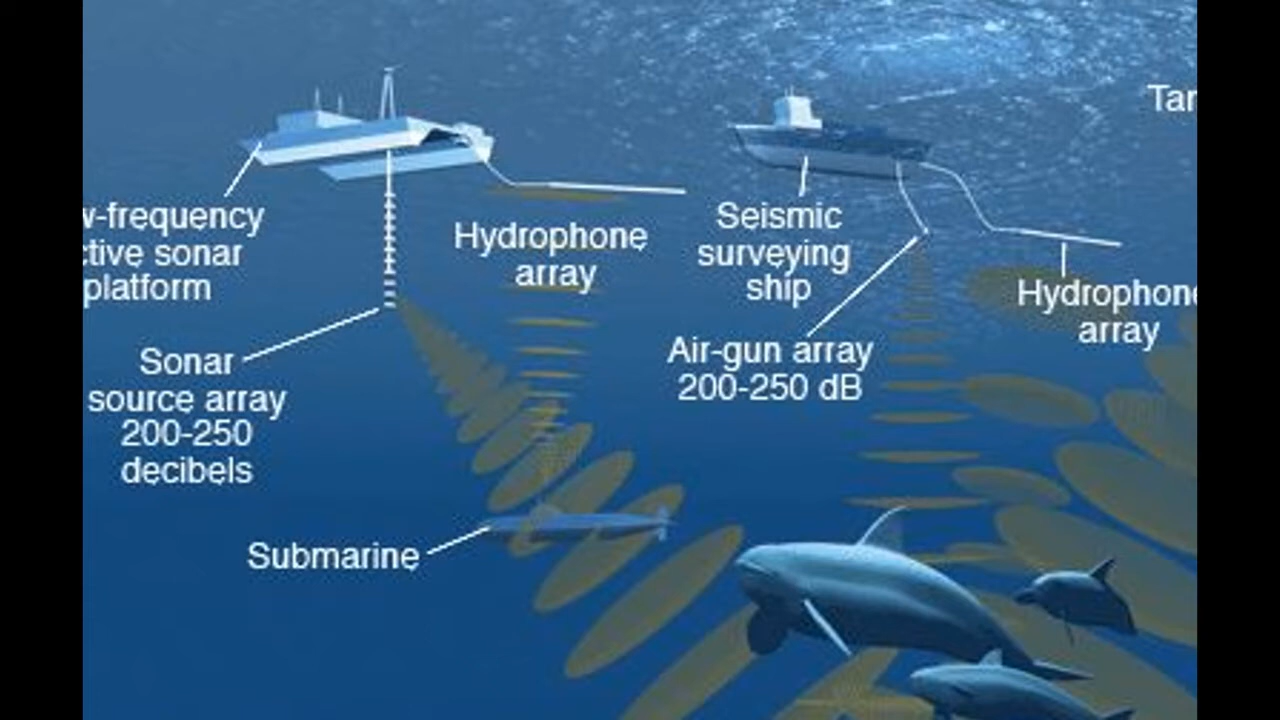 Tar
w-frequency
ctive sonar
platform
Hydrophone
array
Seismic
surveying
ship
Hydrophone
array
Sonar
source array
200-250
decibels
Air-gun array
200-250 dB
Submarine